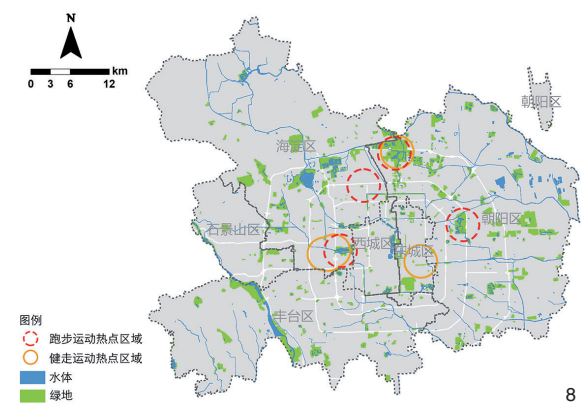 N
km
0 3 6 12
朝阳区
海淀区
石景山区
西城区
东城区
朝阳区
丰台区
图例
跑步运动热点区域
健走运动热点区域
水体
绿地
8